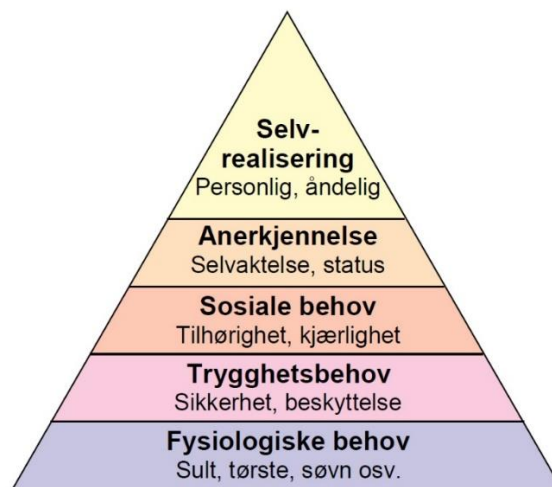 Selv-
realisering
Personlig, åndelig
Anerkjennelse
Selvaktelse, status
Sosiale behov
Tilhørighet, kjærlighet
Trygghetsbehov
Sikkerhet, beskyttelse
Fysiologiske behov
Sult, tørste, søvn osv.